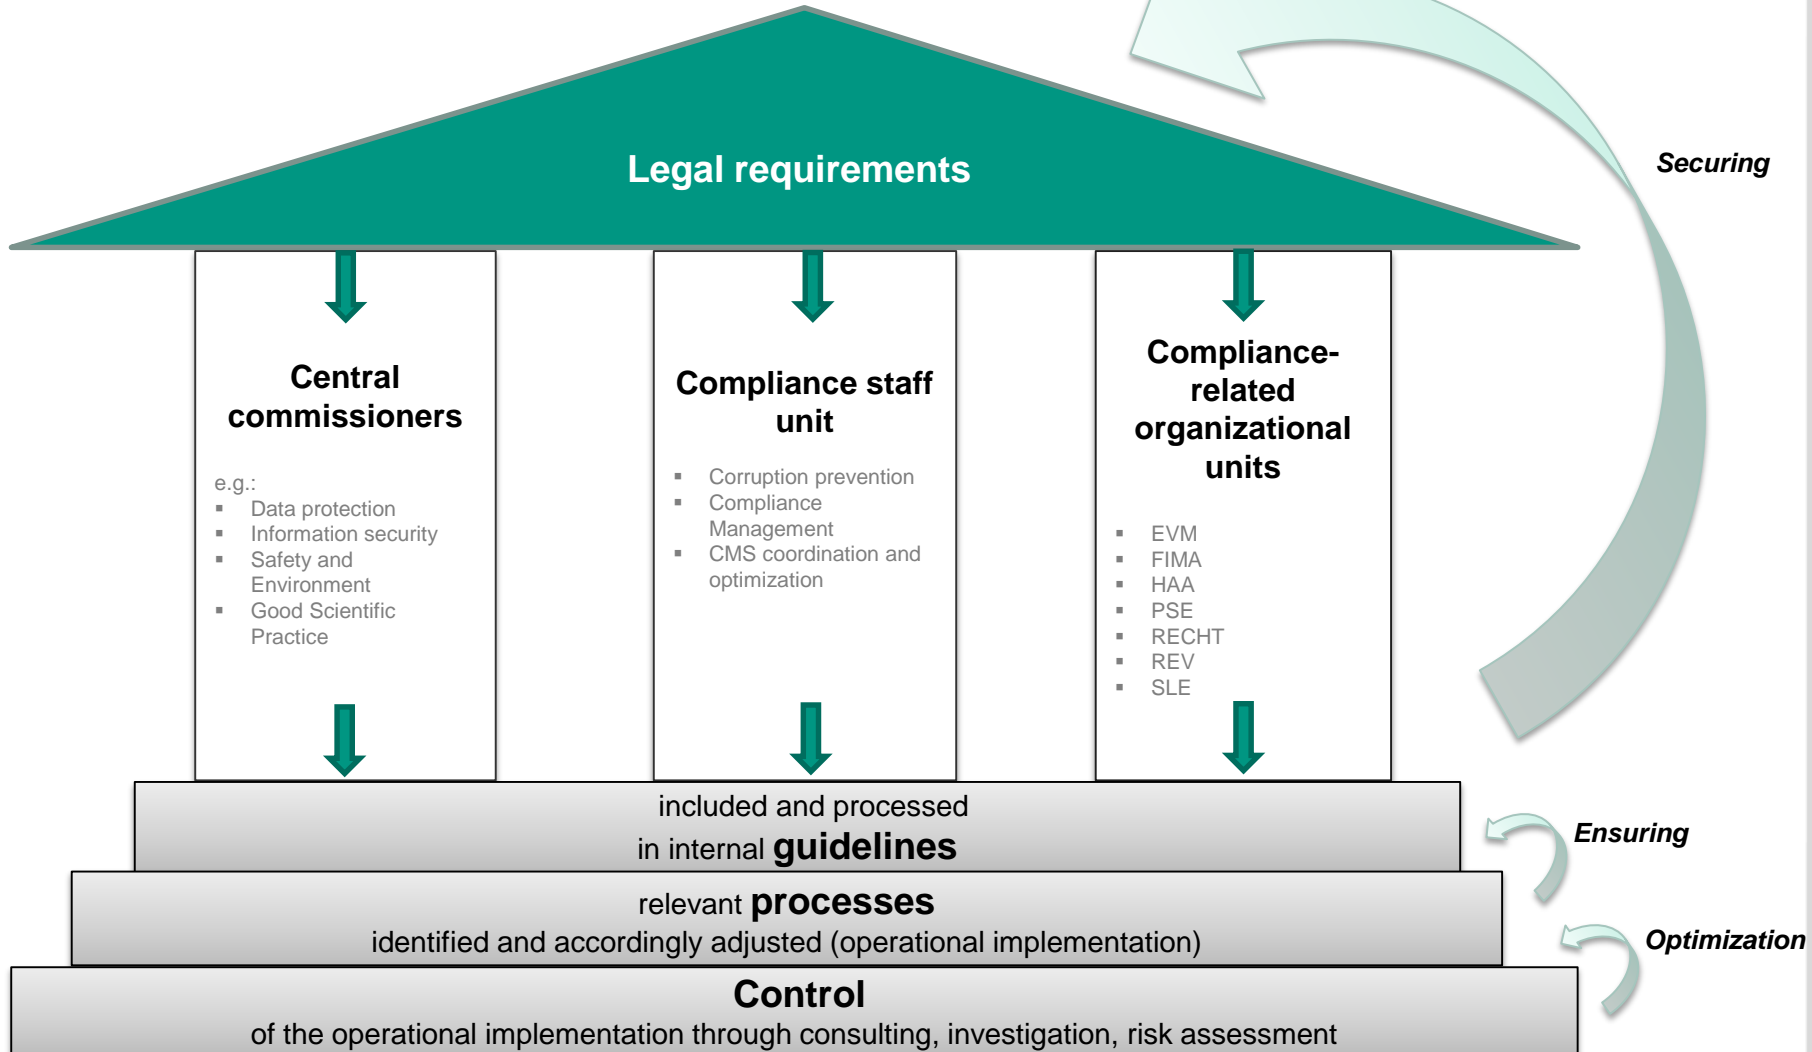 Legal requirements
Securing
Central
commissioners
e.g.:
▪ Data protection
▪ Information security
▪ Safety and
Environment
▪ Good Scientific
Practice
Compliance staff
unit
▪ Corruption prevention
▪ Compliance
Management
▪ CMS coordination and
optimization
Compliance-
related
organizational
units
▪ EVM
▪ FIMA
▪ HAA
▪ PSE
▪ RECHT
▪ REV
▪ SLE
included and processed
in internal guidelines
Ensuring
relevant processes
identified and accordingly adjusted (operational implementation)
Optimization
Control
of the operational implementation through consulting, investigation, risk assessment